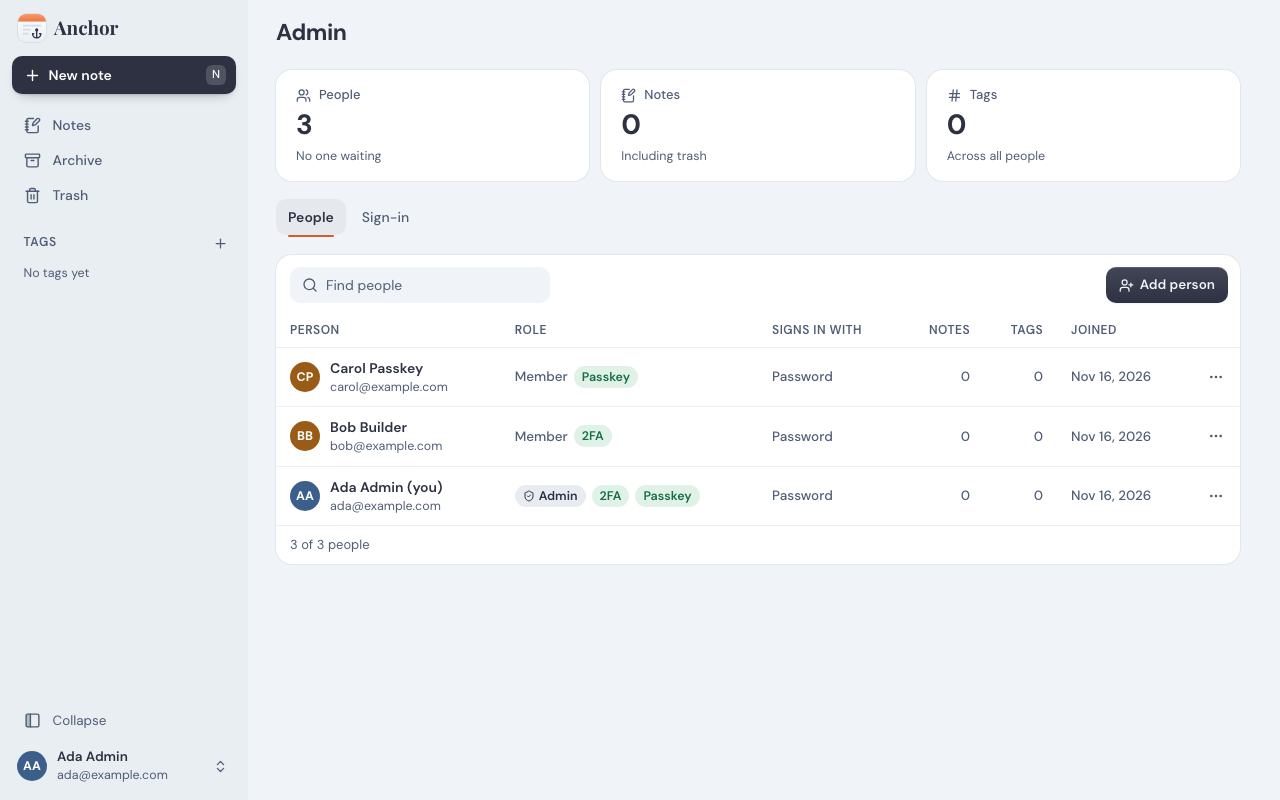 Anchor
New note N
Notes
Archive
Trash
TAGS
No tags yet
Collapse
AA Ada Admin
ada@example.com
Admin
People
3
No one waiting
Notes
0
Including trash
Tags
0
Across all people
People Sign-in
Find people Add person
PERSON ROLE SIGNS IN WITH NOTES TAGS JOINED
CP Carol Passkey
carol@example.com
Member Passkey Password 0 0 Nov 16, 2026
BB Bob Builder
bob@example.com
Member 2FA Password 0 0 Nov 16, 2026
AA Ada Admin (you)
ada@example.com
Admin 2FA Passkey Password 0 0 Nov 16, 2026
3 of 3 people